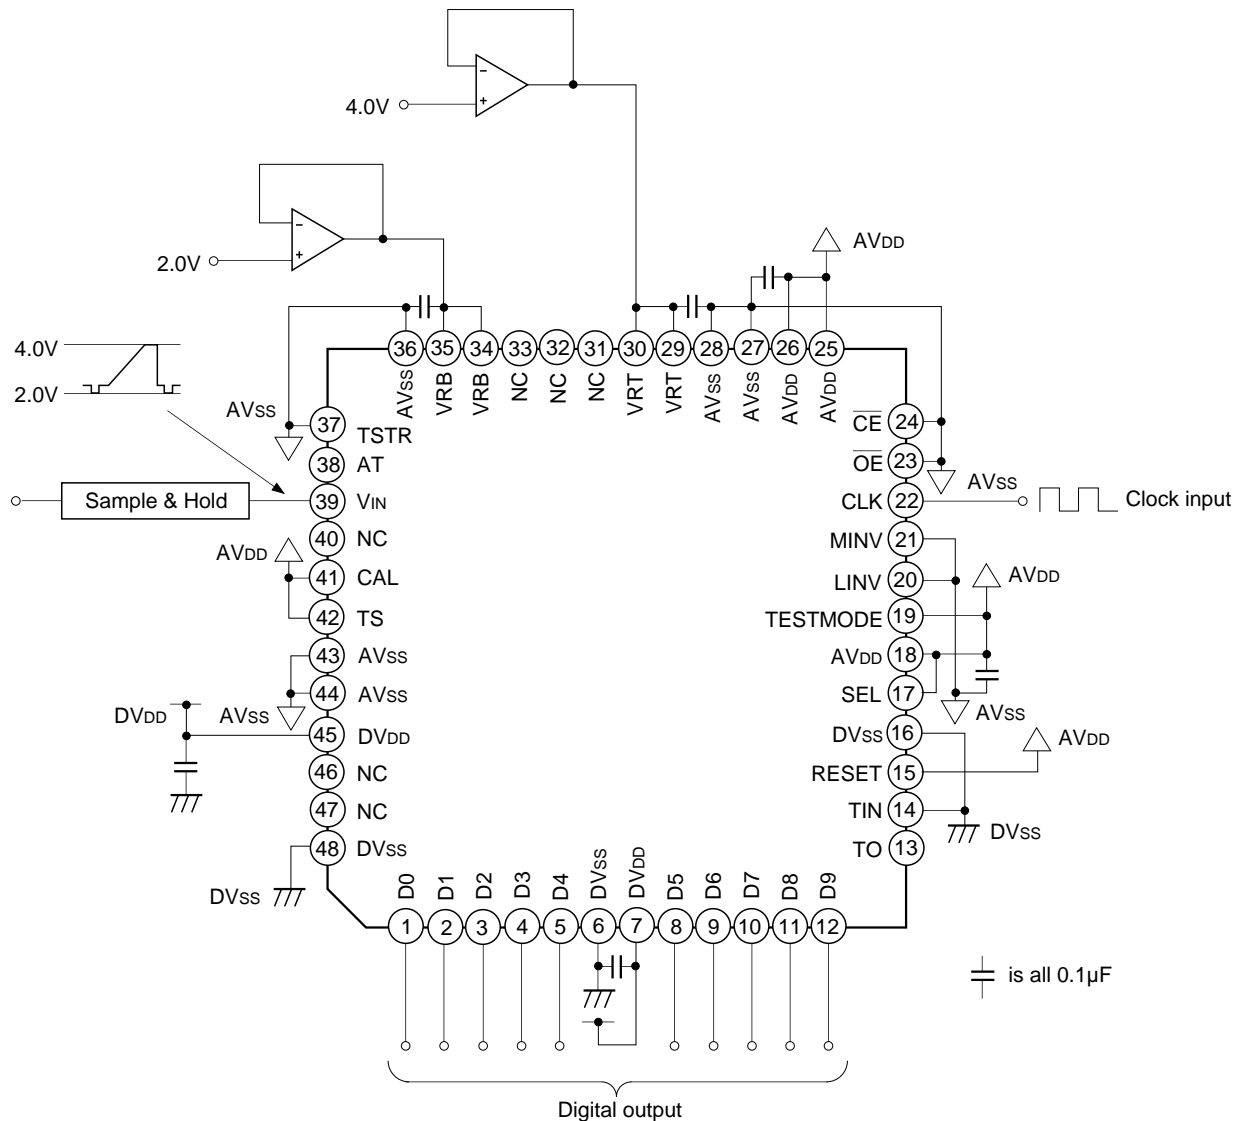 4.0V
−
+
2.0V
−
+
AVDD
4.0V
2.0V
36 35 34 33 32 31 30 29 28 27 26 25
AVSS VRB VRB NC NC NC VRT VRT AVSS AVSS AVDD AVDD
AVSS
37 TSTR
38 AT
Sample & Hold
39 VIN
40 NC
AVDD
41 CAL
42 TS
43 AVSS
44 AVSS
AVSS
DVDD
45 DVDD
46 NC
47 NC
48 DVSS
DVSS
CE 24
OE 23
AVSS
CLK 22
Clock input
MINV 21
LINV 20
AVDD
TESTMODE 19
AVDD 18
SEL 17
AVSS
DVSS 16
AVDD
RESET 15
TIN 14
DVSS
TO 13
D0 D1 D2 D3 D4 DVSS DVDD D5 D6 D7 D8 D9
1 2 3 4 5 6 7 8 9 10 11 12
is all 0.1µF
Digital output